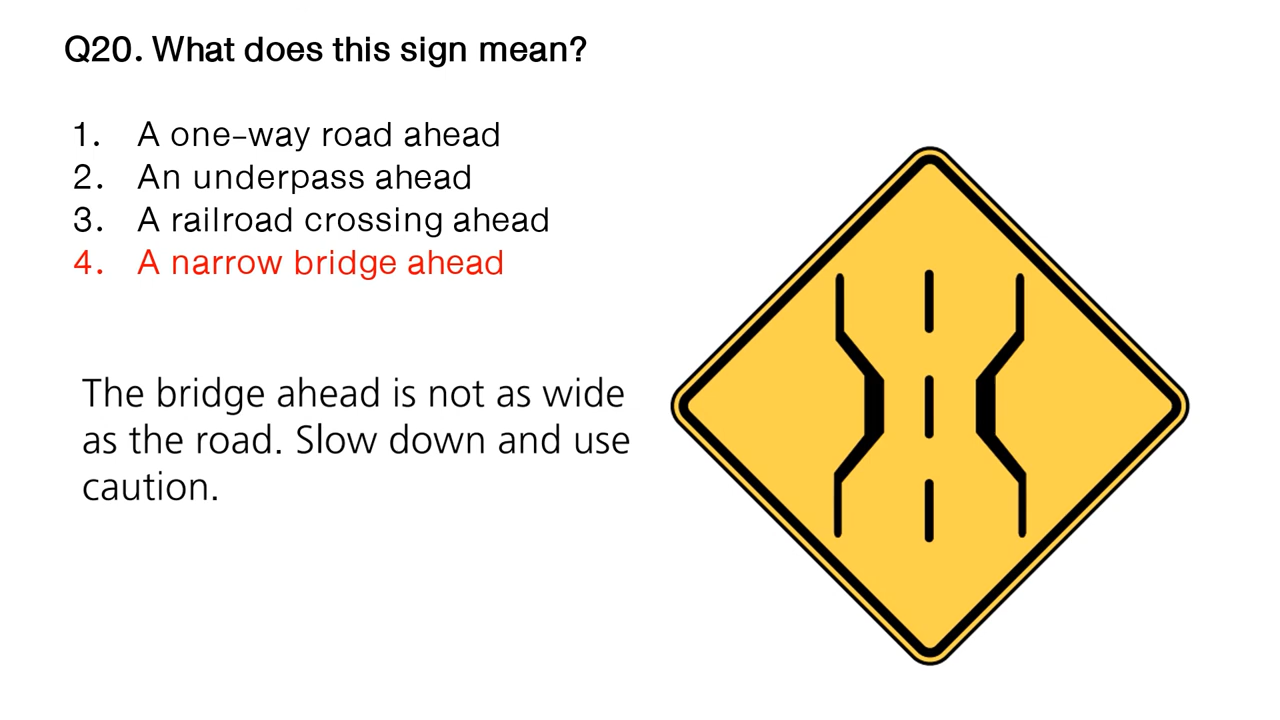 Q20. What does this sign mean?
1. A one-way road ahead
2. An underpass ahead
3. A railroad crossing ahead
4. A narrow bridge ahead
The bridge ahead is not as wide
as the road. Slow down and use
caution.